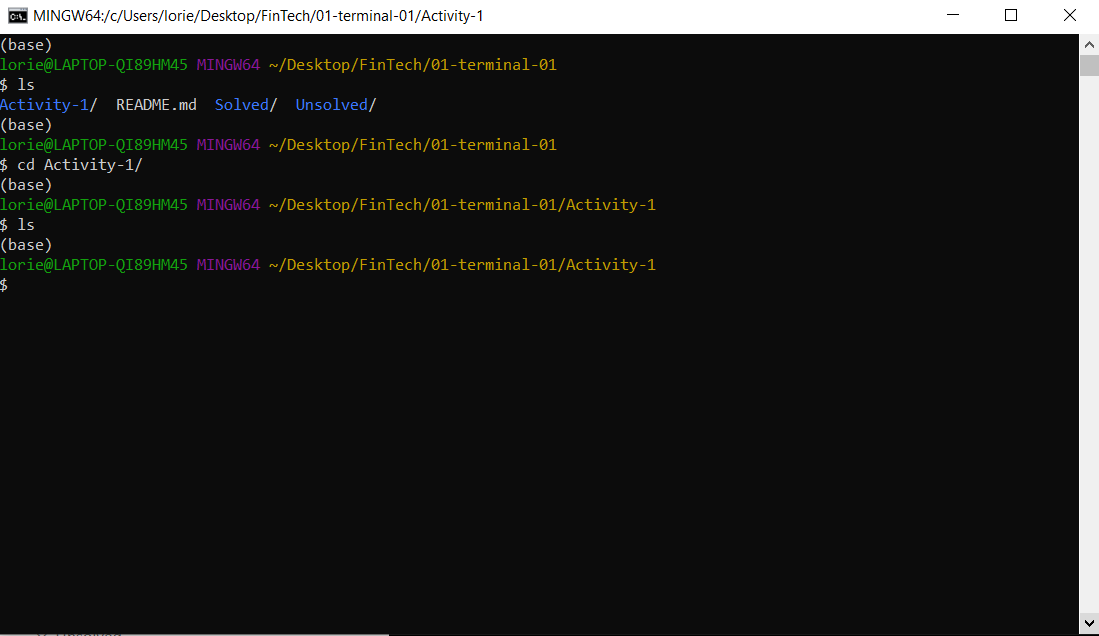 MINGW64:/c/Users/lorie/Desktop/FinTech/01-terminal-01/Activity-1
(base)
lorie@LAPTOP-QI89HM45 MINGW64 ~/Desktop/FinTech/01-terminal-01
$ ls
Activity-1/  README.md  Solved/  Unsolved/
(base)
lorie@LAPTOP-QI89HM45 MINGW64 ~/Desktop/FinTech/01-terminal-01
$ cd Activity-1/
(base)
lorie@LAPTOP-QI89HM45 MINGW64 ~/Desktop/FinTech/01-terminal-01/Activity-1
$ ls
(base)
lorie@LAPTOP-QI89HM45 MINGW64 ~/Desktop/FinTech/01-terminal-01/Activity-1
$